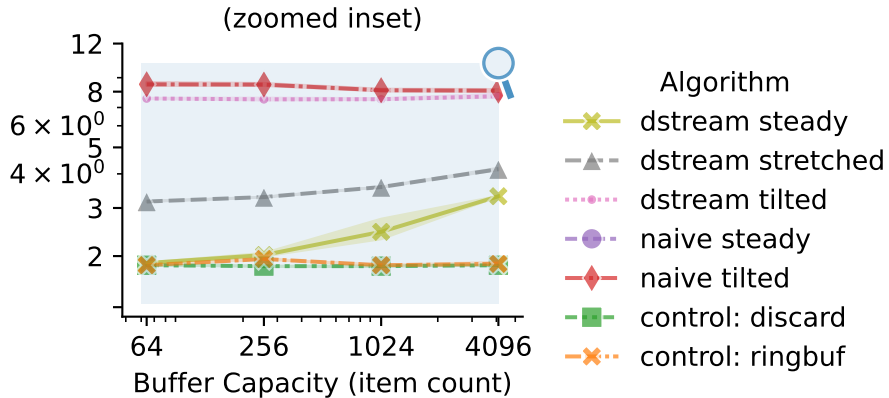 (zoomed inset)
12
8
6 × 10⁰
5
4 × 10⁰
3
2
64 256 1024 4096
Buffer Capacity (item count)
Algorithm
dstream steady
dstream stretched
dstream tilted
naive steady
naive tilted
control: discard
control: ringbuf